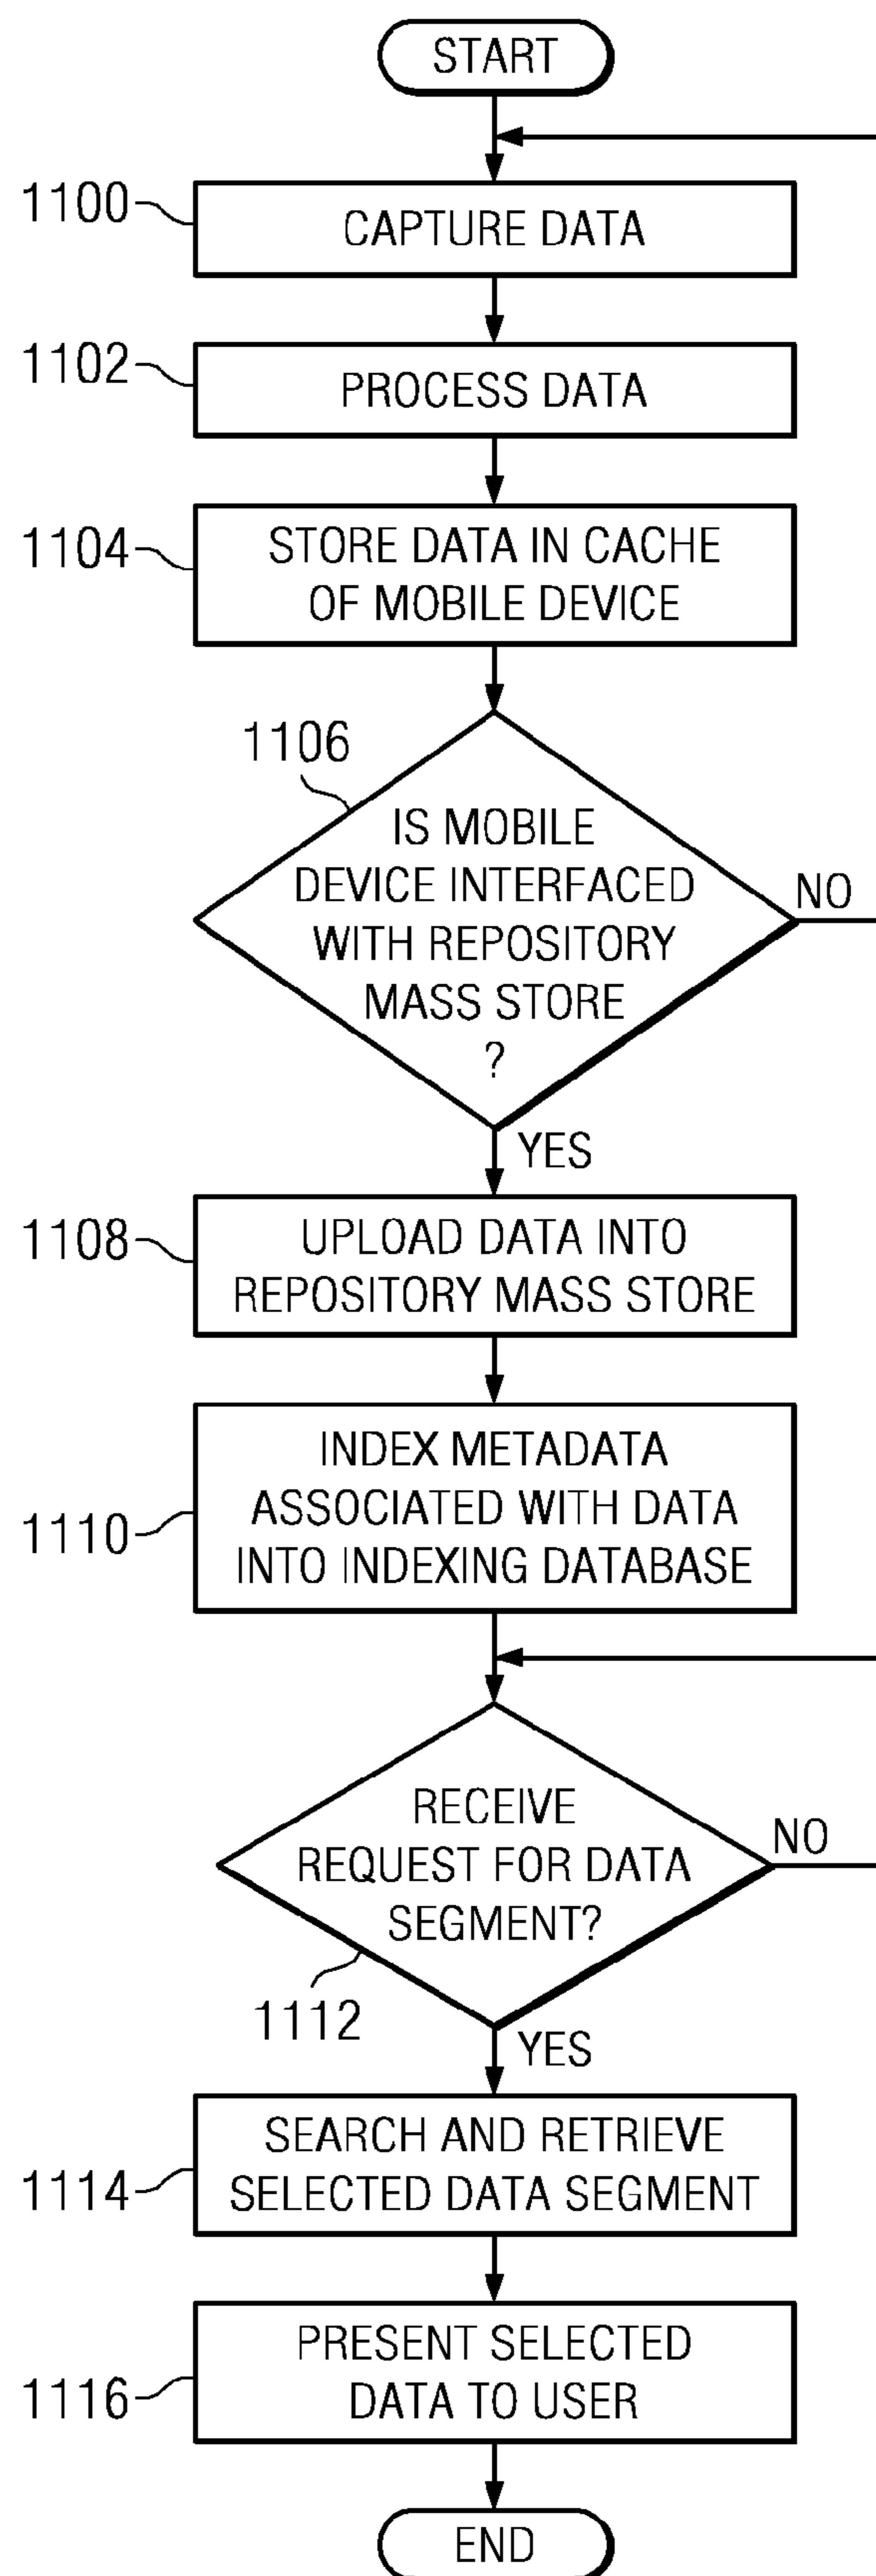 START
1100
CAPTURE DATA
1102
PROCESS DATA
1104
STORE DATA IN CACHE
OF MOBILE DEVICE
1106
IS MOBILE
DEVICE INTERFACED
WITH REPOSITORY
MASS STORE
?
NO
YES
1108
UPLOAD DATA INTO
REPOSITORY MASS STORE
1110
INDEX METADATA
ASSOCIATED WITH DATA
INTO INDEXING DATABASE
RECEIVE
REQUEST FOR DATA
SEGMENT?
NO
1112
YES
1114
SEARCH AND RETRIEVE
SELECTED DATA SEGMENT
1116
PRESENT SELECTED
DATA TO USER
END